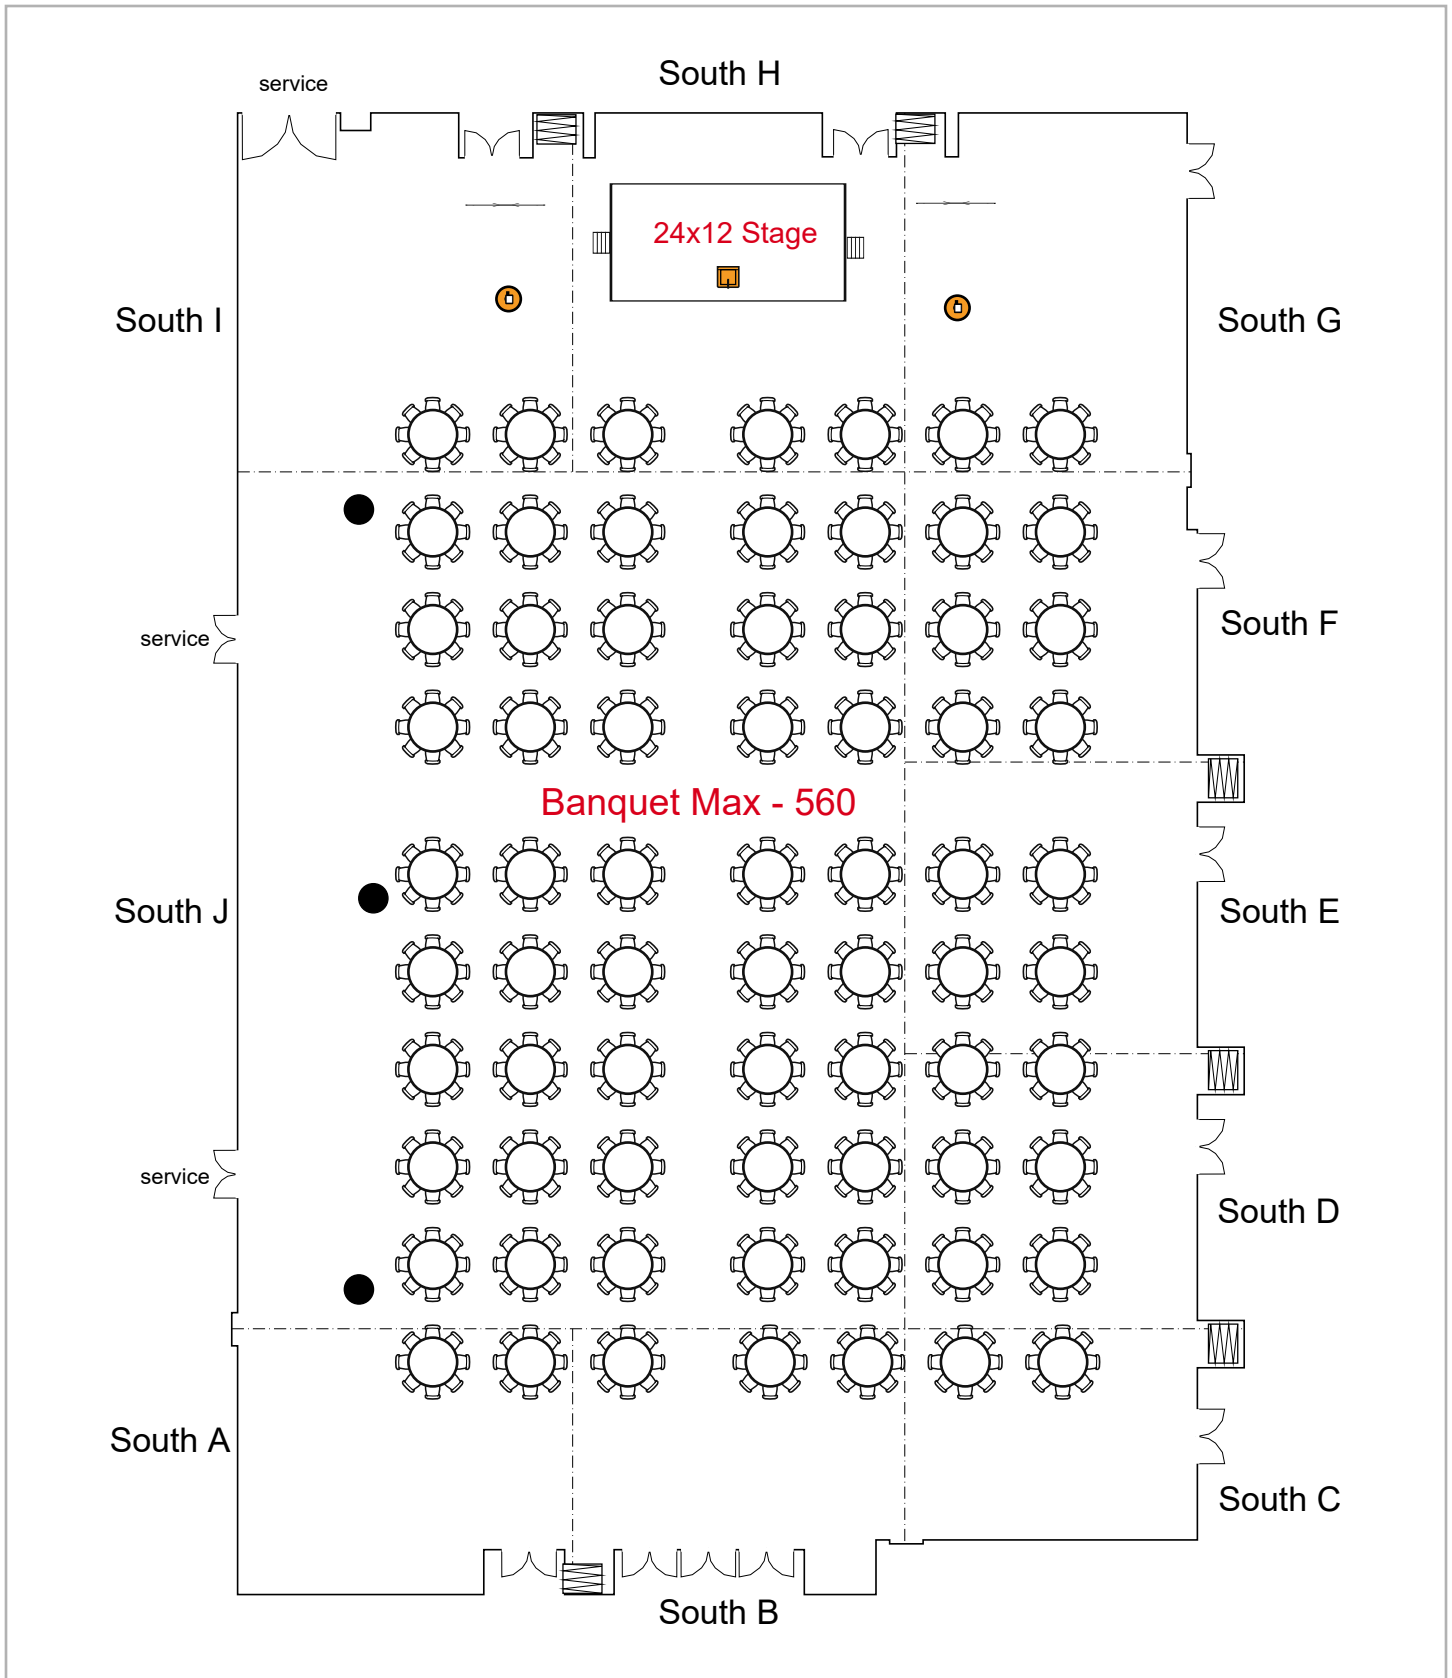 South H
service
24x12 Stage
South I
South G
South F
service
Banquet Max - 560
South J
South E
service
South D
South A
South C
South B